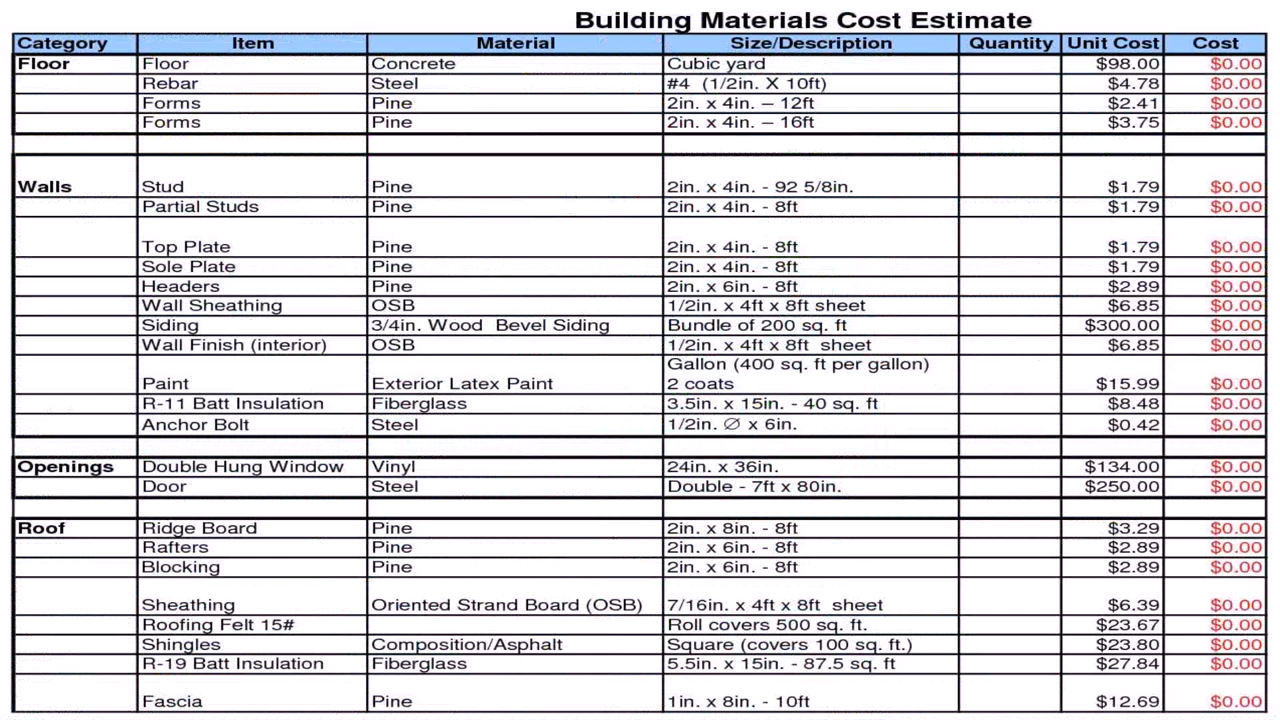 Building Materials Cost Estimate
Category Item Material Size/Description Quantity Unit Cost Cost
Floor Floor Concrete Cubic yard $98.00 $0.00
Rebar Steel #4 (1/2in. X 10ft) $4.78 $0.00
Forms Pine 2in. x 4in. – 12ft $2.41 $0.00
Forms Pine 2in. x 4in. – 16ft $3.75 $0.00
Walls Stud Pine 2in. x 4in. - 92 5/8in. $1.79 $0.00
Partial Studs Pine 2in. x 4in. - 8ft $1.79 $0.00
Top Plate Pine 2in. x 4in. - 8ft $1.79 $0.00
Sole Plate Pine 2in. x 4in. - 8ft $1.79 $0.00
Headers Pine 2in. x 6in. - 8ft $2.89 $0.00
Wall Sheathing OSB 1/2in. x 4ft x 8ft sheet $6.85 $0.00
Siding 3/4in. Wood Bevel Siding Bundle of 200 sq. ft $300.00 $0.00
Wall Finish (interior) OSB 1/2in. x 4ft x 8ft sheet $6.85 $0.00
Gallon (400 sq. ft per gallon)
Paint Exterior Latex Paint 2 coats $15.99 $0.00
R-11 Batt Insulation Fiberglass 3.5in. x 15in. - 40 sq. ft $8.48 $0.00
Anchor Bolt Steel 1/2in. ∅ x 6in. $0.42 $0.00
Openings Double Hung Window Vinyl 24in. x 36in. $134.00 $0.00
Door Steel Double - 7ft x 80in. $250.00 $0.00
Roof Ridge Board Pine 2in. x 8in. - 8ft $3.29 $0.00
Rafters Pine 2in. x 6in. - 8ft $2.89 $0.00
Blocking Pine 2in. x 6in. - 8ft $2.89 $0.00
Sheathing Oriented Strand Board (OSB) 7/16in. x 4ft x 8ft sheet $6.39 $0.00
Roofing Felt 15# Roll covers 500 sq. ft. $23.67 $0.00
Shingles Composition/Asphalt Square (covers 100 sq. ft.) $23.80 $0.00
R-19 Batt Insulation Fiberglass 5.5in. x 15in. - 87.5 sq. ft $27.84 $0.00
Fascia Pine 1in. x 8in. - 10ft $12.69 $0.00